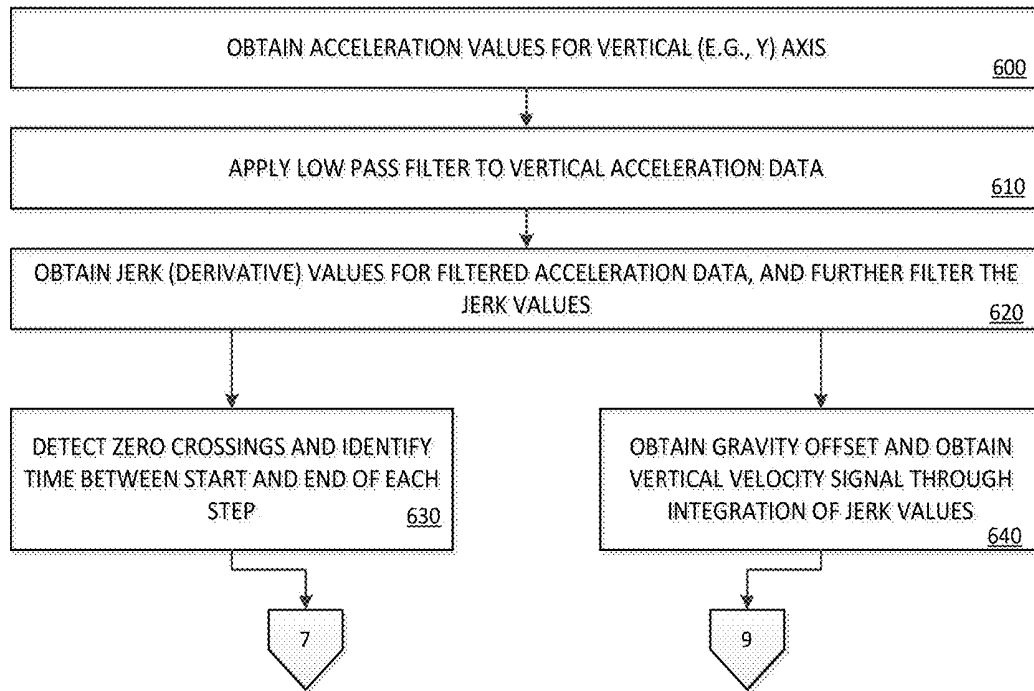 OBTAIN ACCELERATION VALUES FOR VERTICAL (E.G., Y) AXIS
600
APPLY LOW PASS FILTER TO VERTICAL ACCELERATION DATA
610
OBTAIN JERK (DERIVATIVE) VALUES FOR FILTERED ACCELERATION DATA, AND FURTHER FILTER THE
JERK VALUES
620
DETECT ZERO CROSSINGS AND IDENTIFY
TIME BETWEEN START AND END OF EACH
STEP
630
OBTAIN GRAVITY OFFSET AND OBTAIN
VERTICAL VELOCITY SIGNAL THROUGH
INTEGRATION OF JERK VALUES
640
7
9